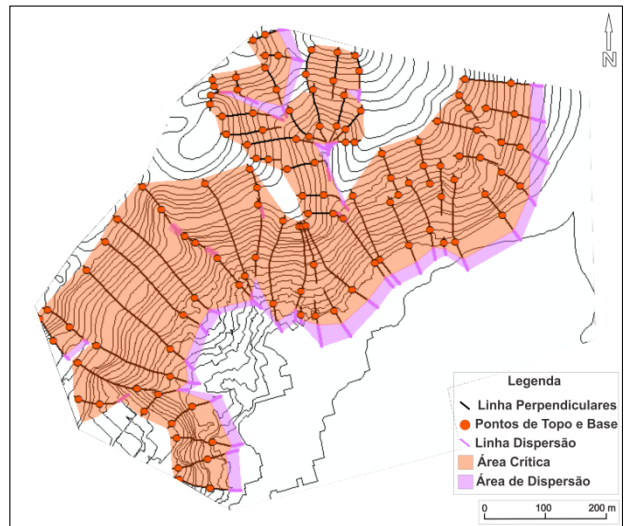 N
Legenda
Linha Perpendiculares
Pontos de Topo e Base
Linha Dispersão
Área Crítica
Área de Dispersão
0 100 200 m